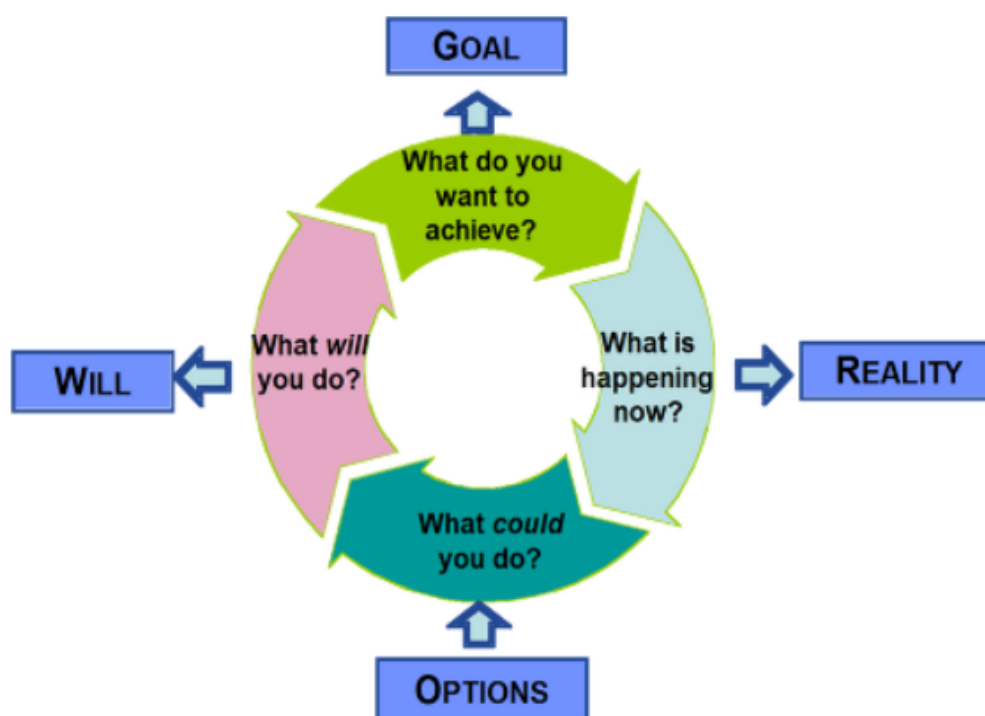 GOAL
What do you
want to
achieve?
What is
happening
now?
REALITY
What could
you do?
OPTIONS
What will
you do?
WILL